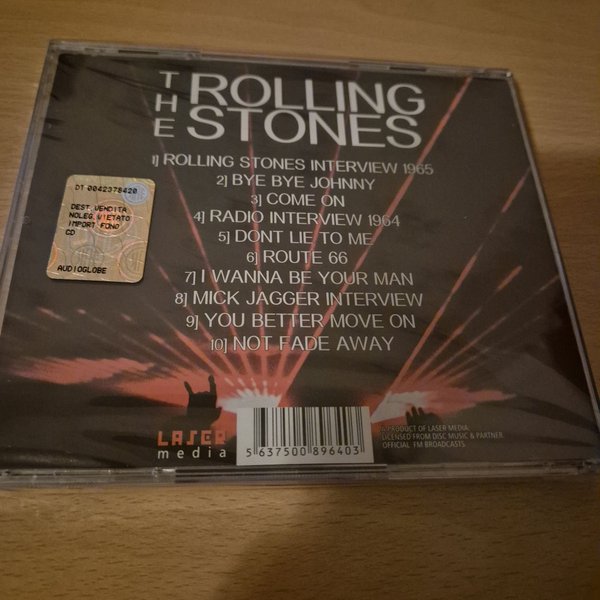 THE ROLLING
STONES
1] ROLLING STONES INTERVIEW 1965
2] BYE BYE JOHNNY
3] COME ON
4] RADIO INTERVIEW 1964
5] DONT LIE TO ME
6] ROUTE 66
7] I WANNA BE YOUR MAN
8] MICK JAGGER INTERVIEW
9] YOU BETTER MOVE ON
10] NOT FADE AWAY
DT 0042378420
DEST.VENDITA
NOLEG.VIETATO
IMPORT FONO
CD
AUDIOGLOBE
LASER
media
5 637500 896403
A PRODUCT OF LASER MEDIA.
LICENSED FROM DISC MUSIC & PARTNER.
OFFICIAL FM BROADCASTS.